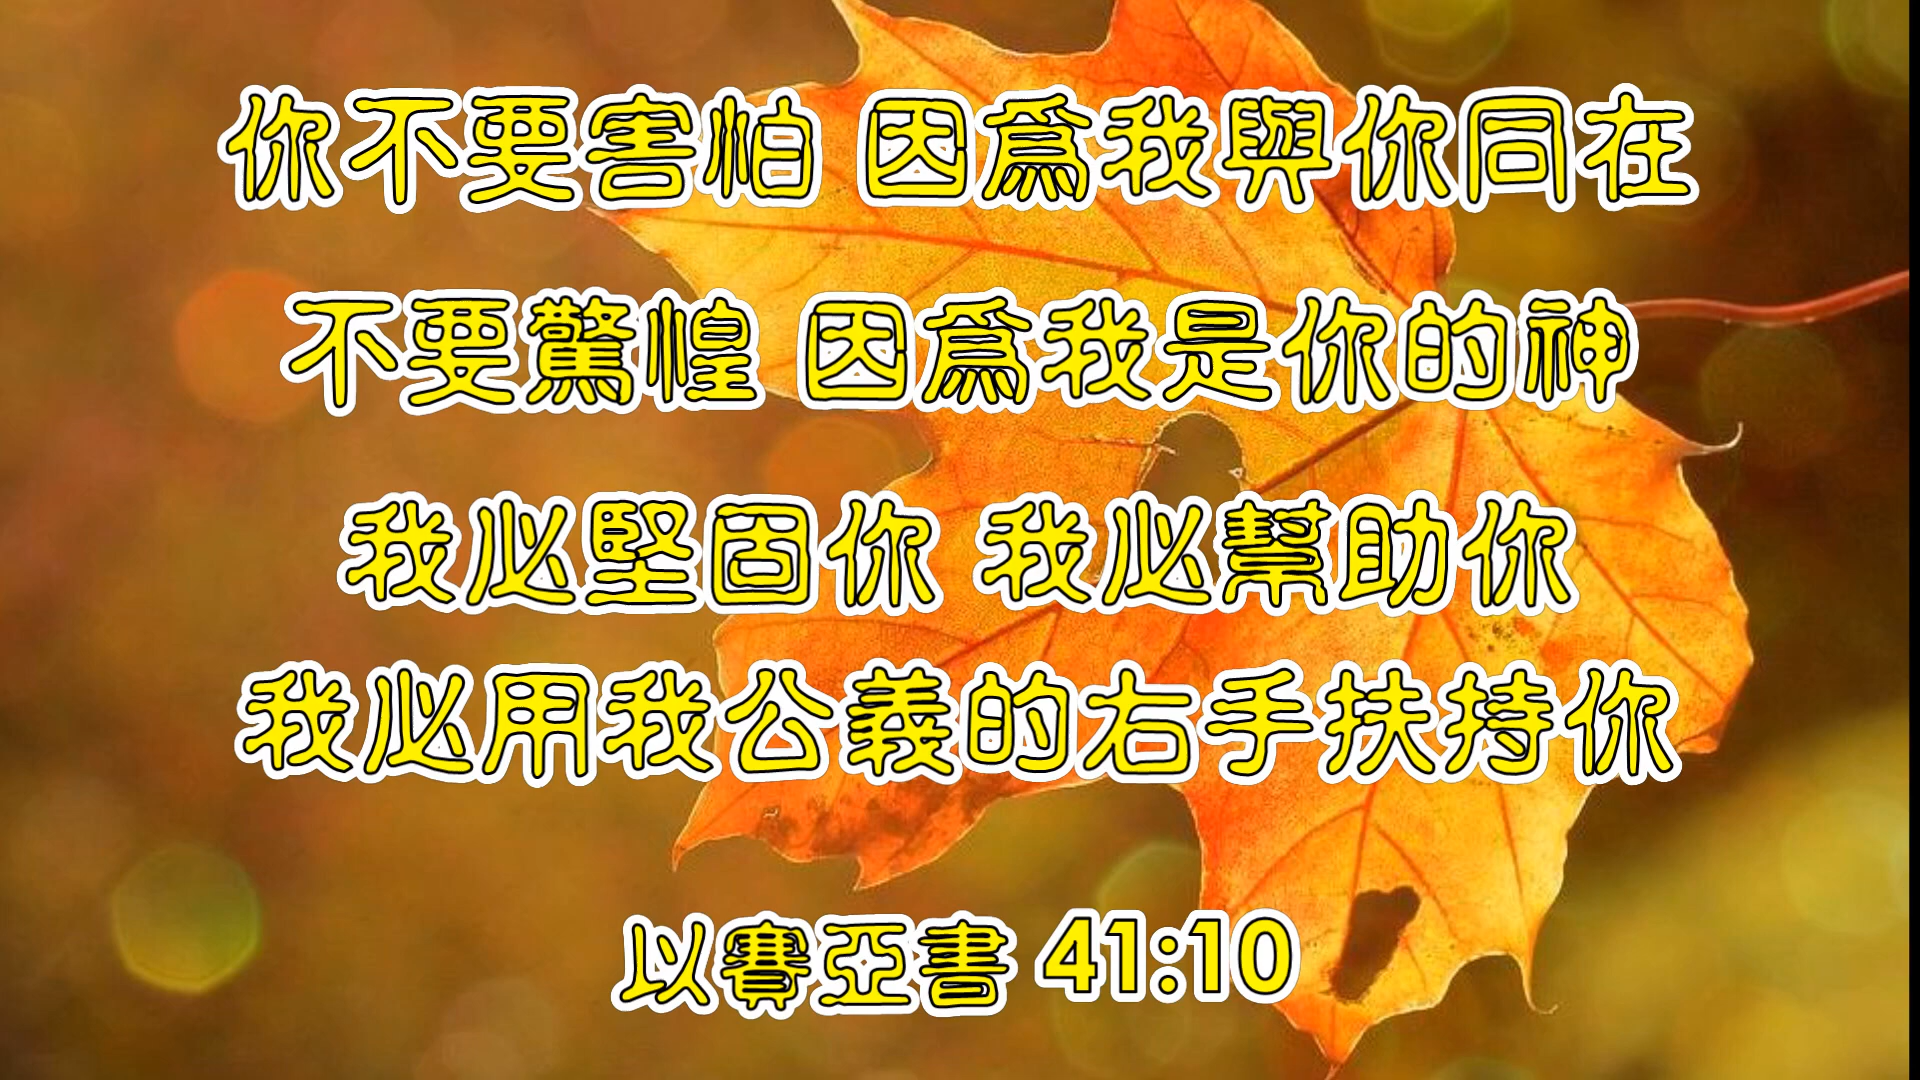 你不要害怕 因爲我與你同在
不要驚惶 因爲我是你的神
我必堅固你 我必幫助你
我必用我公義的右手扶持你
以賽亞書 41:10